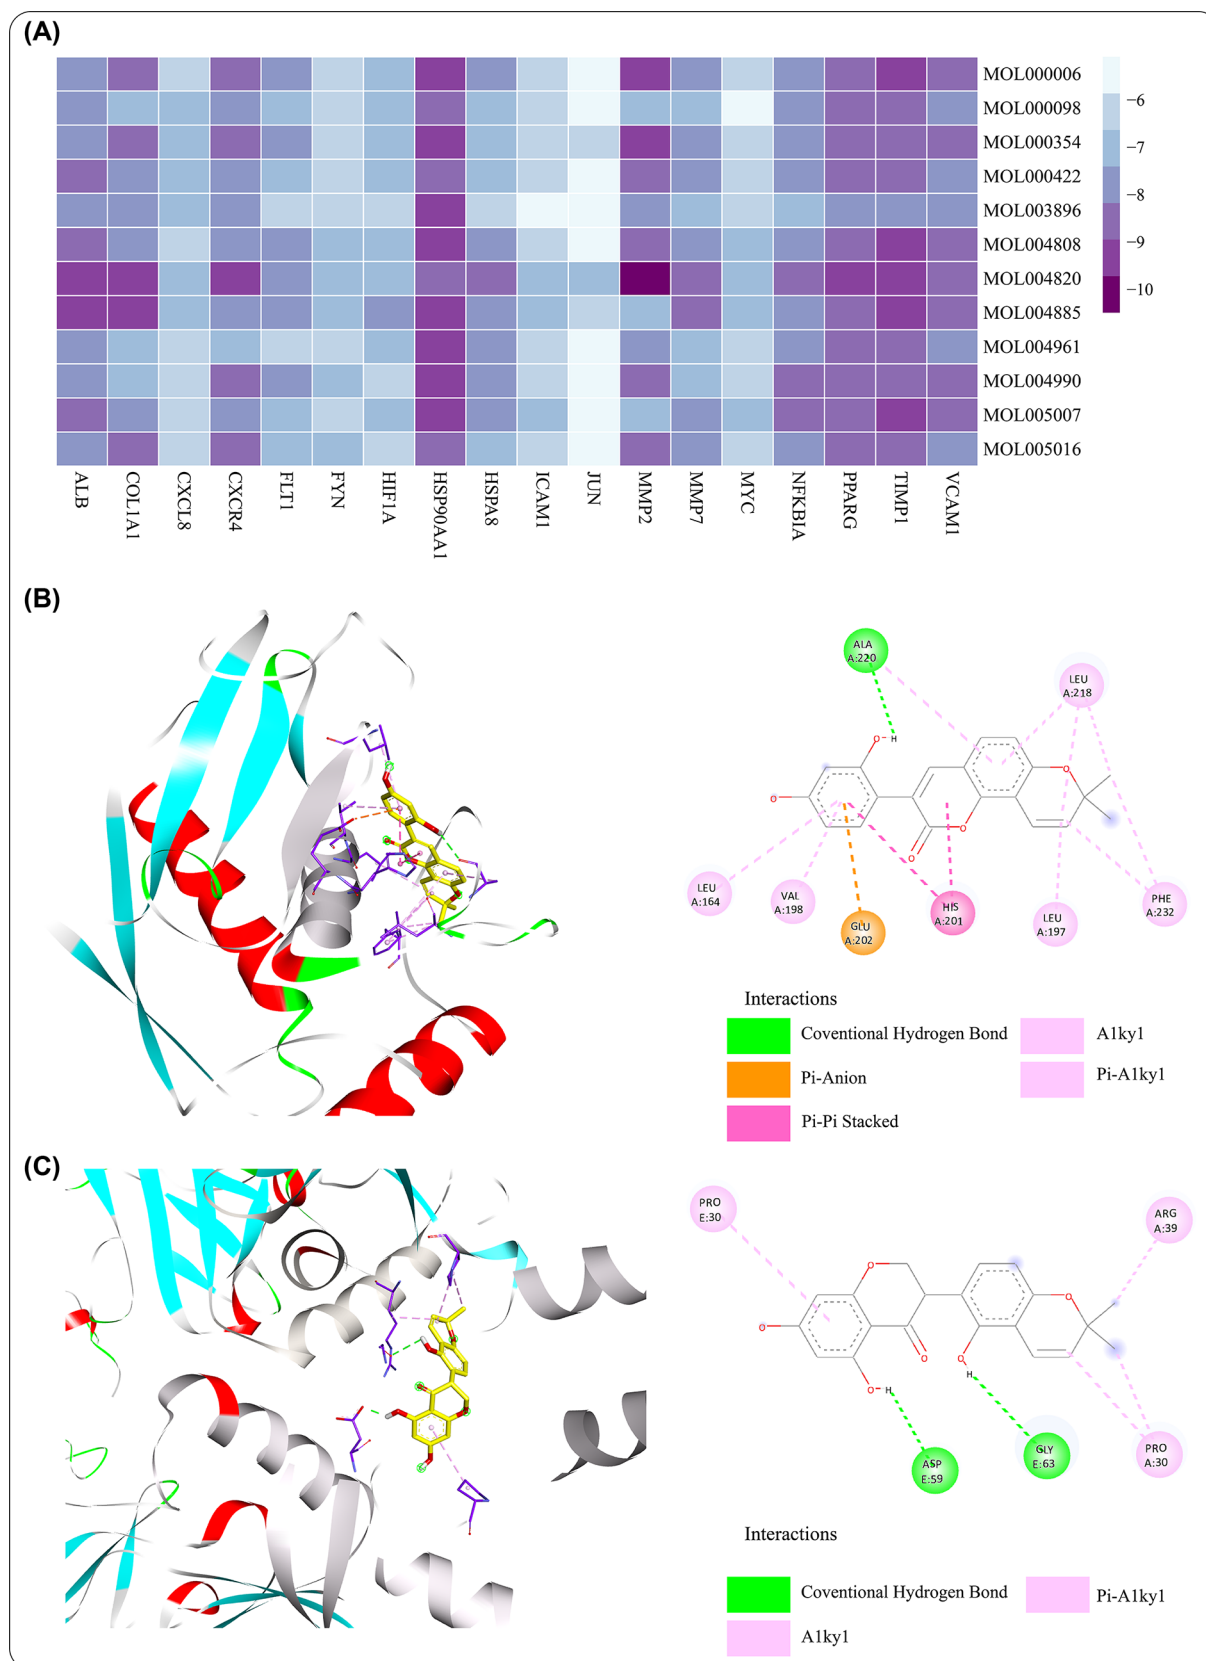 (A)
MOL000006
MOL000098
MOL000354
MOL000422
MOL003896
MOL004808
MOL004820
MOL004885
MOL004961
MOL004990
MOL005007
MOL005016
−6
−7
−8
−9
−10
ALB
COL1A1
CXCL8
CXCR4
FLT1
FYN
HIF1A
HSP90AA1
HSPA8
ICAM1
JUN
MMP2
MMP7
MYC
NFKBIA
PPARG
TIMP1
VCAM1
(B)
ALA
A:220
LEU
A:218
O
H
O
O
O
O
LEU
A:164
VAL
A:198
GLU
A:202
HIS
A:201
LEU
A:197
PHE
A:232
Interactions
Coventional Hydrogen Bond
A1ky1
Pi-Anion
Pi-A1ky1
Pi-Pi Stacked
(C)
PRO
E:30
ARG
A:39
O
O
O
O
O
H
O
H
ASP
E:59
GLY
E:63
PRO
A:30
Interactions
Coventional Hydrogen Bond
Pi-A1ky1
A1ky1